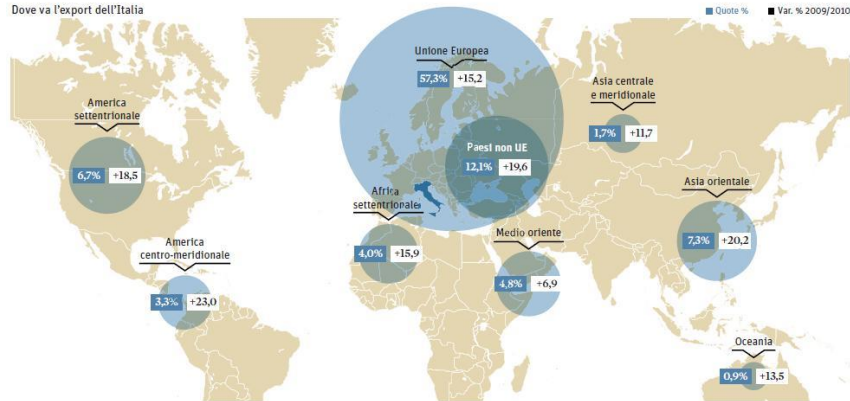 Dove va l'export dell'Italia
Quote %
Var. % 2009/2010
Unione Europea
57,3% +15,2
Asia centrale
e meridionale
1,7% +11,7
America
settentrionale
6,7% +18,5
Paesi non UE
12,1% +19,6
Africa
settentrionale
4,0% +15,9
Asia orientale
7,3% +20,2
Medio oriente
4,8% +6,9
America
centro-meridionale
3,3% +23,0
Oceania
0,9% +13,5